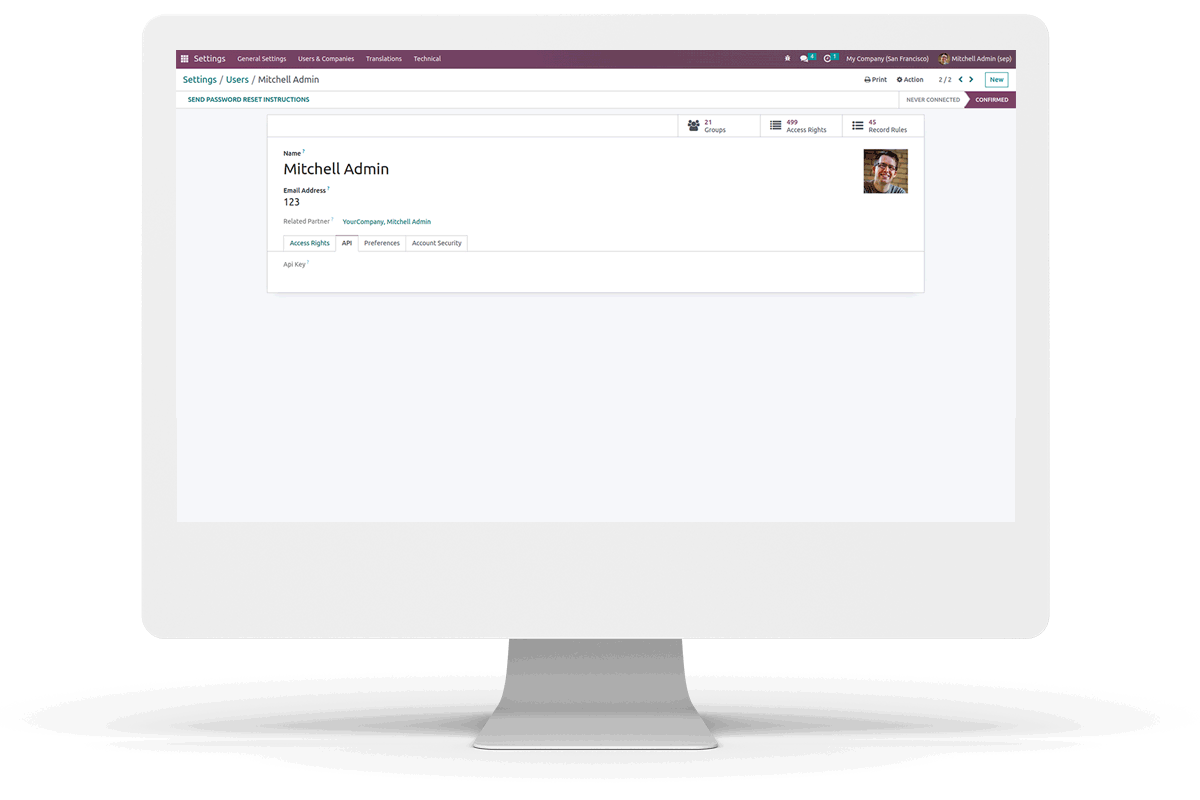 Settings General Settings Users & Companies Translations Technical 4 1 My Company (San Francisco) Mitchell Admin (sep)
Settings / Users / Mitchell Admin Print Action 2 / 2 New
SEND PASSWORD RESET INSTRUCTIONS NEVER CONNECTED CONFIRMED
21 Groups
499 Access Rights
45 Record Rules
Name ?
Mitchell Admin
Email Address ?
123
Related Partner ? YourCompany, Mitchell Admin
Access Rights API Preferences Account Security
Api Key ?